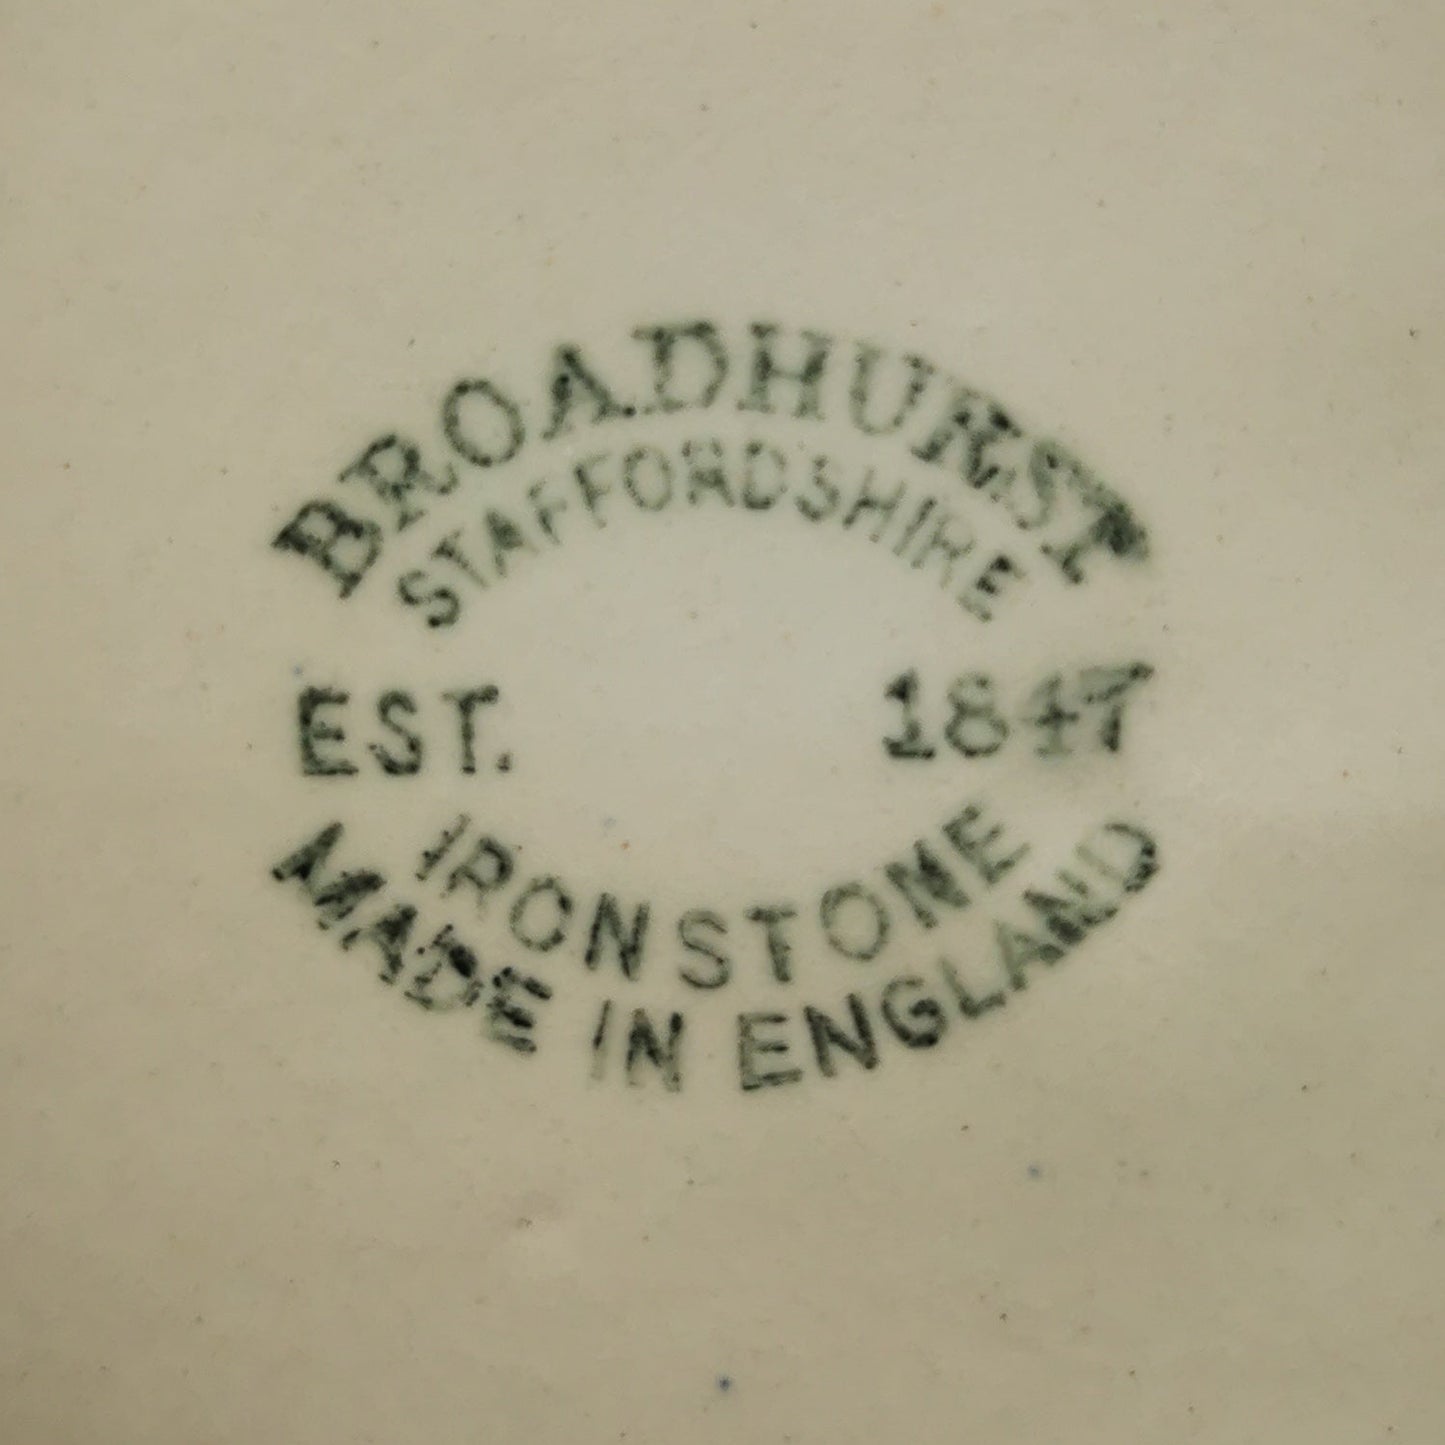 BROADHURST
STAFFORDSHIRE
EST. 1847
IRONSTONE
MADE IN ENGLAND